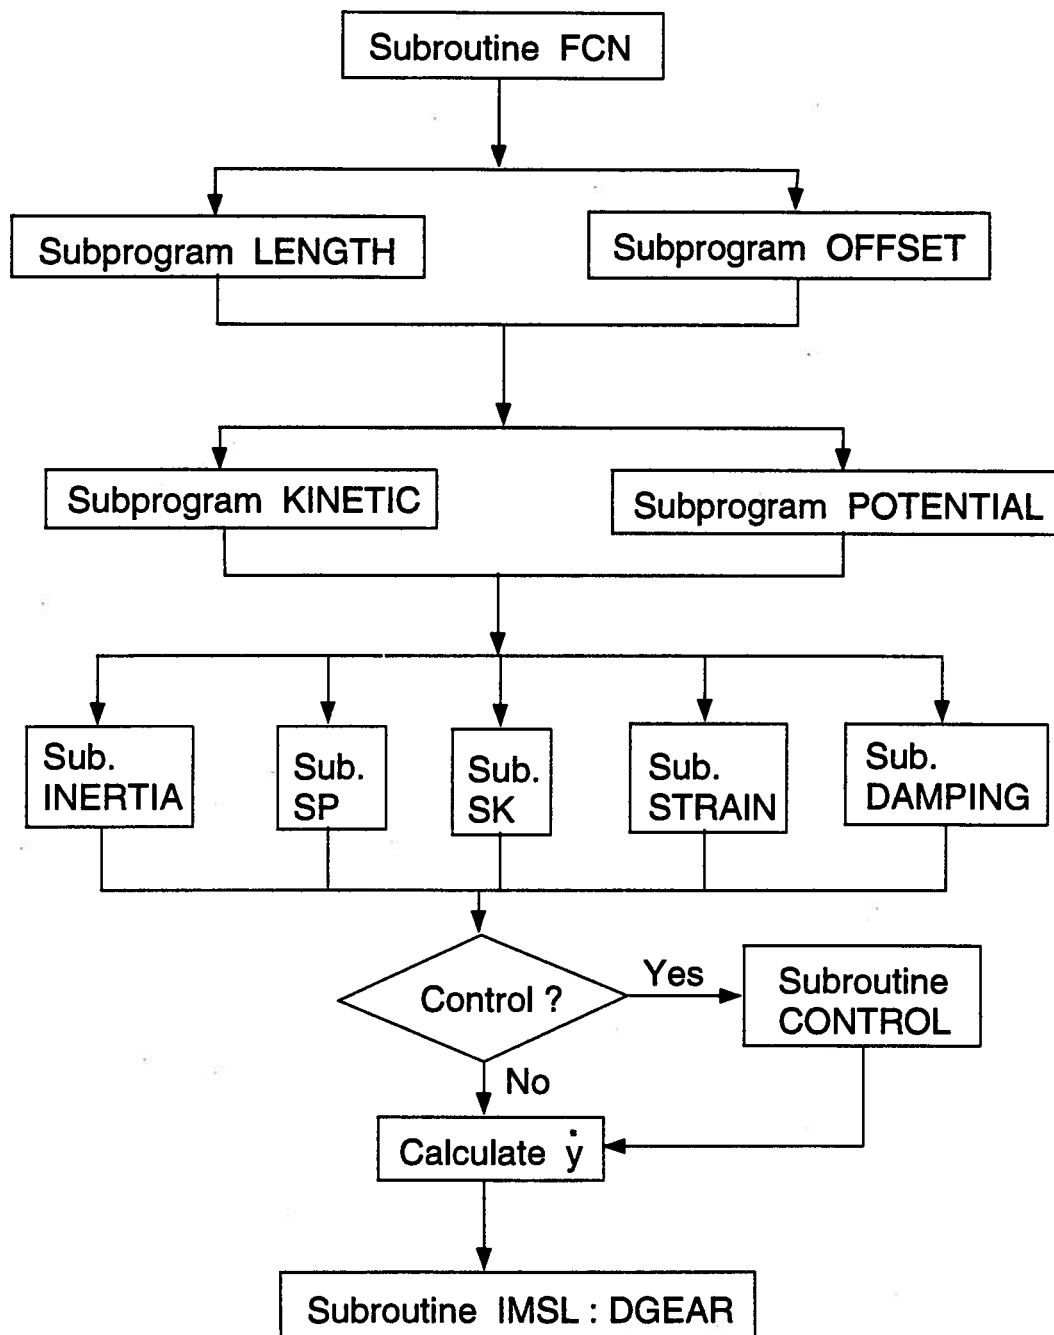 Subroutine FCN
Subprogram LENGTH
Subprogram OFFSET
Subprogram KINETIC
Subprogram POTENTIAL
Sub.
INERTIA
Sub.
SP
Sub.
SK
Sub.
STRAIN
Sub.
DAMPING
Control ?
Yes
Subroutine
CONTROL
No
Calculate ẏ
Subroutine IMSL : DGEAR